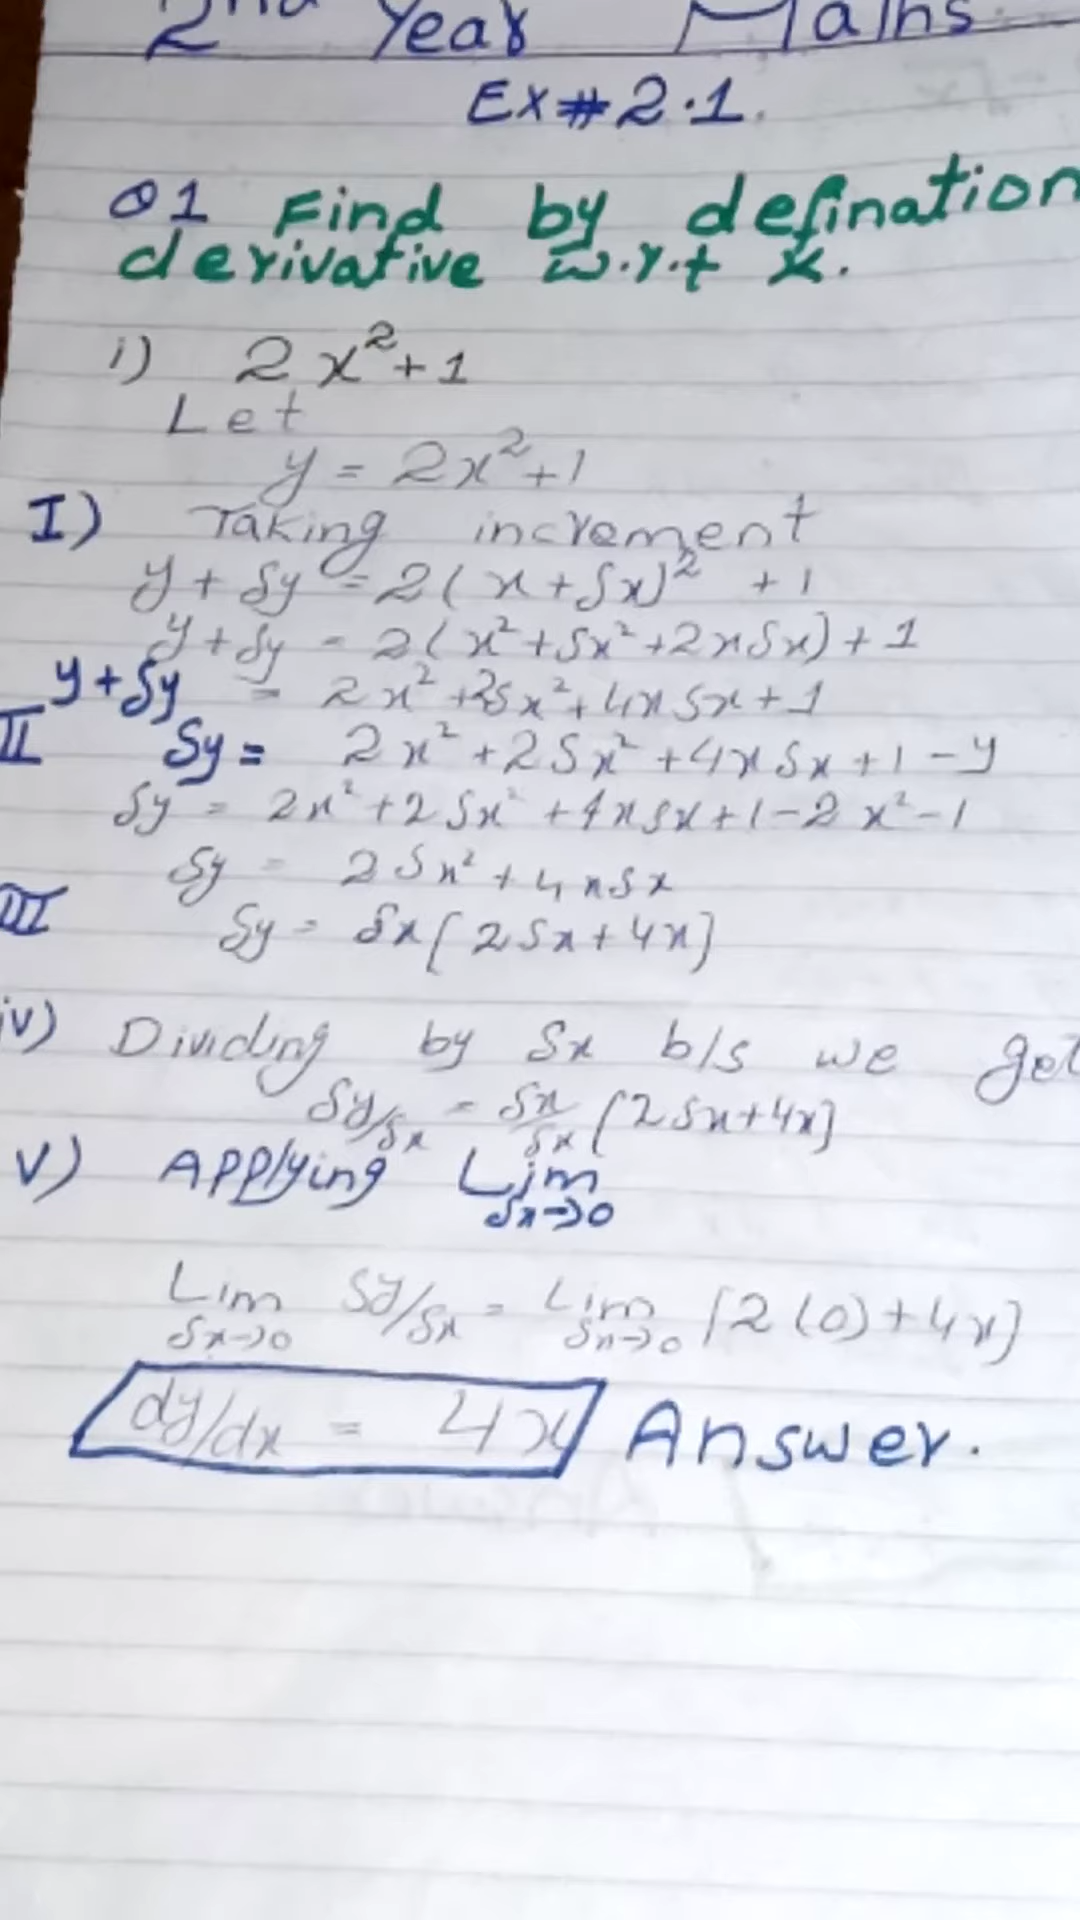 2nd Year Maths
EX#2.1.
Q1 Find by defination
derivative w.r.t x.
i) 2x²+1
Let
y = 2x²+1
I) Taking increment
y+δy = 2(x+δx)² +1
y+δy = 2(x²+δx²+2xδx)+1
y+δy = 2x²+2δx²+4xδx+1
II δy = 2x²+2δx²+4xδx+1-y
δy = 2x²+2δx²+4xδx+1-2x²-1
δy = 2δx²+4xδx
III δy = δx[2δx+4x]
iv) Dividing by δx b/s we get
δy/δx = δx/δx [2δx+4x]
V) Applying Lim δx→0
Lim δx→0 δy/δx = Lim δx→0 [2(0)+4x]
dy/dx = 4x Answer.